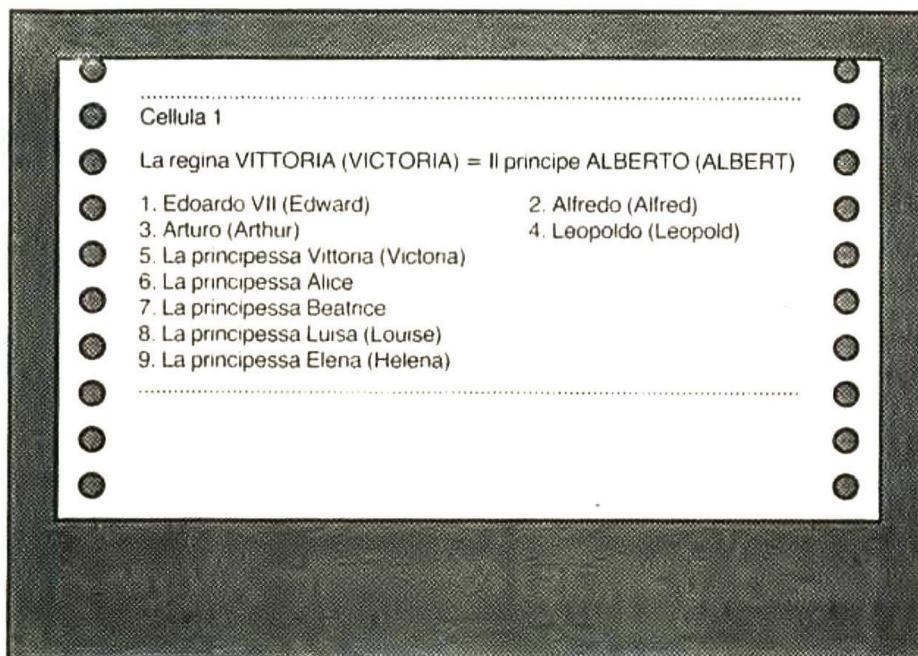 Cellula 1
La regina VITTORIA (VICTORIA) = Il principe ALBERTO (ALBERT)
1. Edoardo VII (Edward) 2. Alfredo (Alfred)
3. Arturo (Arthur) 4. Leopoldo (Leopold)
5. La principessa Vittoria (Victoria)
6. La principessa Alice
7. La principessa Beatrice
8. La principessa Luisa (Louise)
9. La principessa Elena (Helena)